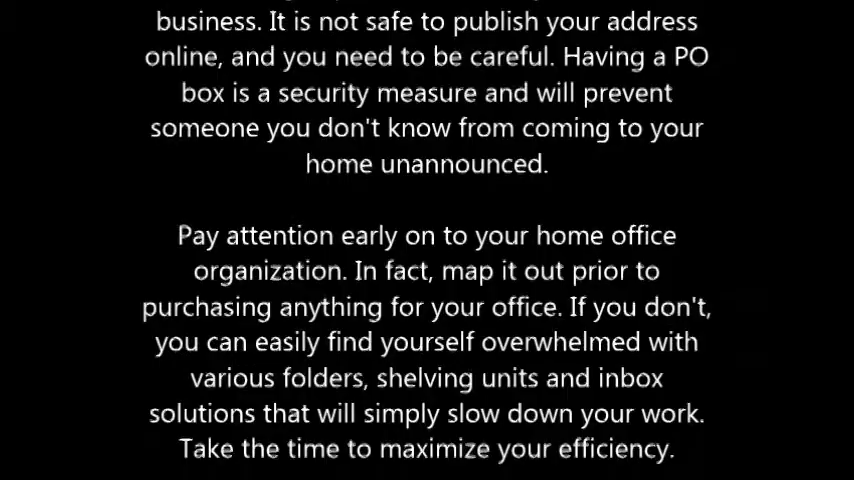 business. It is not safe to publish your address
online, and you need to be careful. Having a PO
box is a security measure and will prevent
someone you don't know from coming to your
home unannounced.
Pay attention early on to your home office
organization. In fact, map it out prior to
purchasing anything for your office. If you don't,
you can easily find yourself overwhelmed with
various folders, shelving units and inbox
solutions that will simply slow down your work.
Take the time to maximize your efficiency.